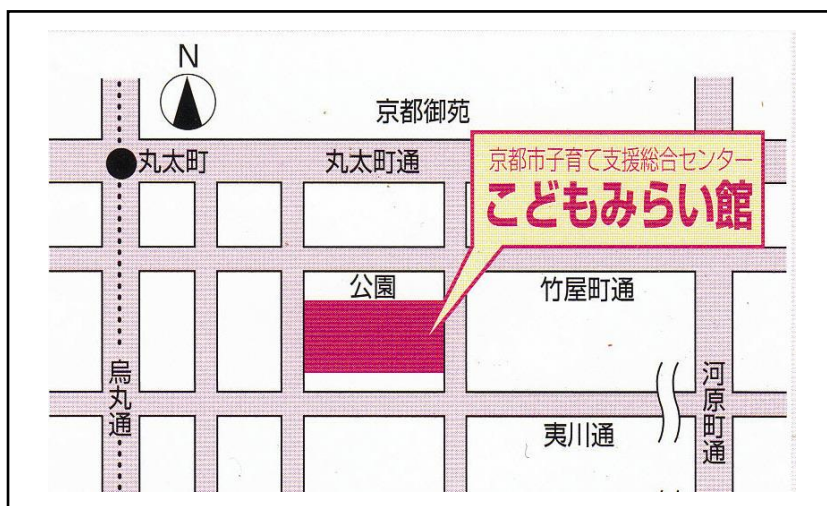 N
京都御苑
丸太町
丸太町通
京都市子育て支援総合センター
こどもみらい館
公園
竹屋町通
烏丸通
河原町通
夷川通